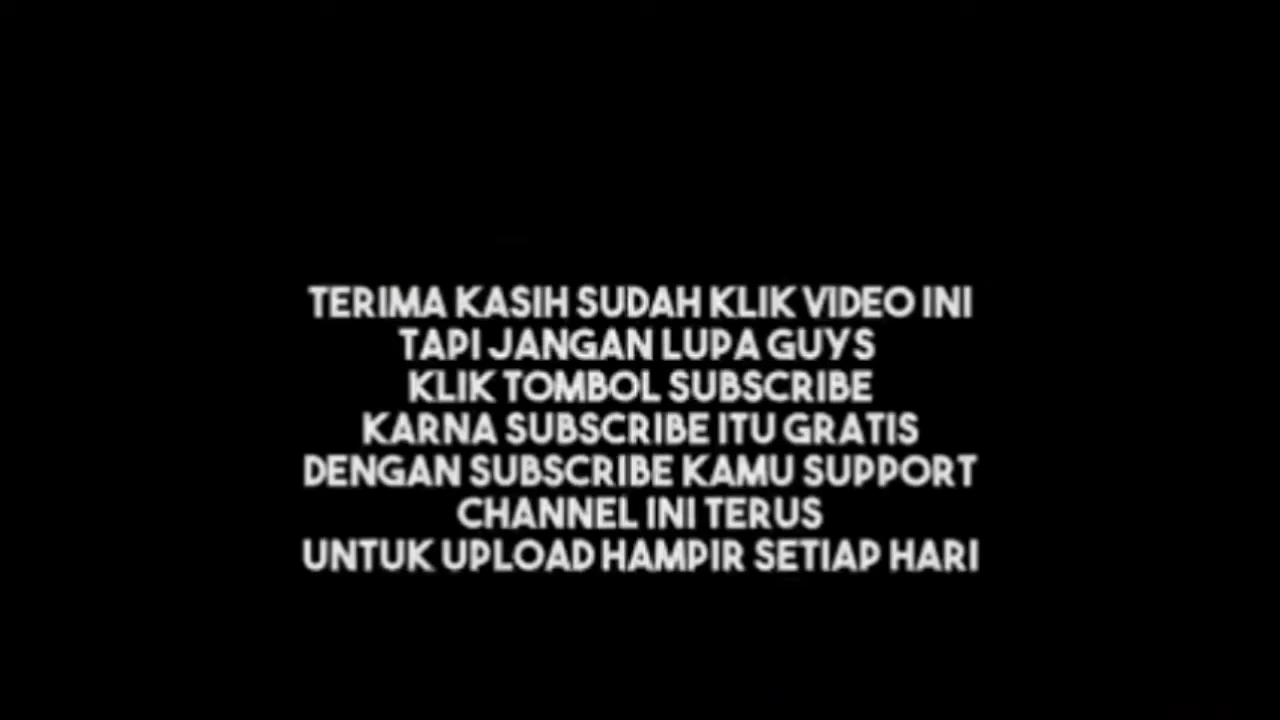 TERIMA KASIH SUDAH KLIK VIDEO INI
TAPI JANGAN LUPA GUYS
KLIK TOMBOL SUBSCRIBE
KARNA SUBSCRIBE ITU GRATIS
DENGAN SUBSCRIBE KAMU SUPPORT
CHANNEL INI TERUS
UNTUK UPLOAD HAMPIR SETIAP HARI